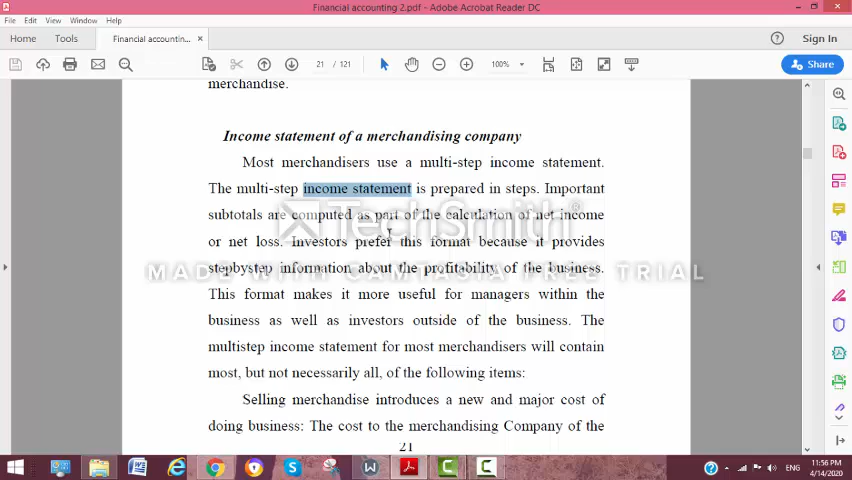 Financial accounting 2.pdf - Adobe Acrobat Reader DC
File Edit View Window Help
Home Tools Financial accountin... × Sign In
21 / 121 100% Share
merchandise.
Income statement of a merchandising company
Most merchandisers use a multi-step income statement.
The multi-step income statement is prepared in steps. Important
subtotals are computed as part of the calculation of net income
or net loss. Investors prefer this format because it provides
stepbystep information about the profitability of the business.
This format makes it more useful for managers within the
business as well as investors outside of the business. The
multistep income statement for most merchandisers will contain
most, but not necessarily all, of the following items:
Selling merchandise introduces a new and major cost of
doing business: The cost to the merchandising Company of the
21
TechSmith®
MADE WITH CAMTASIA FREE TRIAL
ENG 11:56 PM
4/14/2020